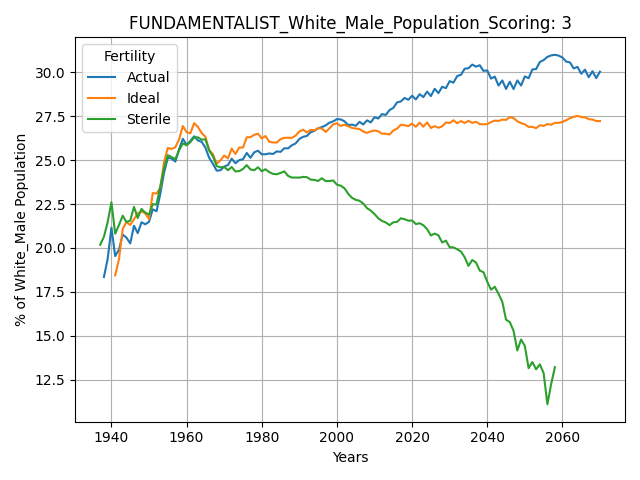 FUNDAMENTALIST_White_Male_Population_Scoring: 3
Fertility
Actual
Ideal
Sterile
% of White_Male Population
30.0
27.5
25.0
22.5
20.0
17.5
15.0
12.5
1940 1960 1980 2000 2020 2040 2060
Years